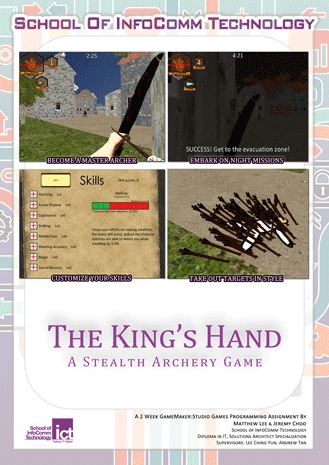 School Of InfoComm Technology
2:25
4:21
SUCCESS! Get to the evacuation zone!
BECOME A MASTER ARCHER
EMBARK ON NIGHT MISSIONS
Skills
CUSTOMIZE YOUR SKILLS
TAKE OUT TARGETS IN STYLE
The King's Hand
A Stealth Archery Game
A 2 Week GameMaker:Studio Games Programming Assignment By
Matthew Lee & Jeremy Choo
School of InfoComm Technology
Diploma in IT, Solutions Architect Specialization
Supervisors: Lee Ching Yun, Andrew Tan
School of
InfoComm
Technology
ict